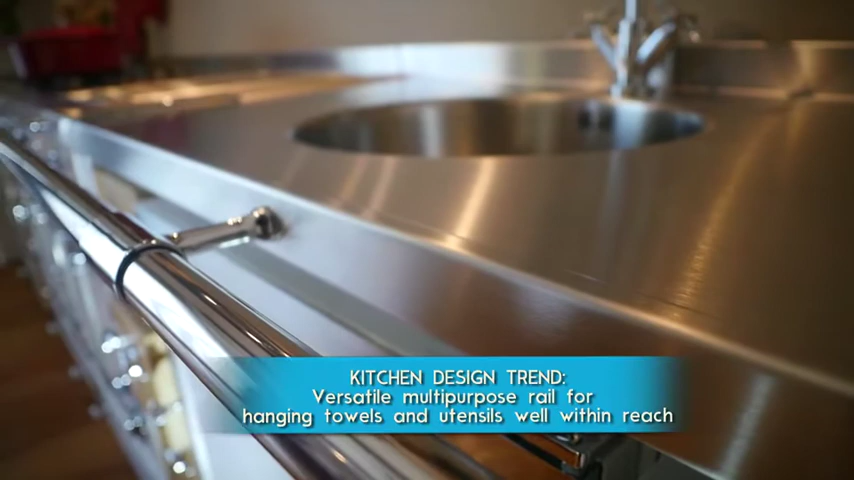 KITCHEN DESIGN TREND:
Versatile multipurpose rail for
hanging towels and utensils well within reach